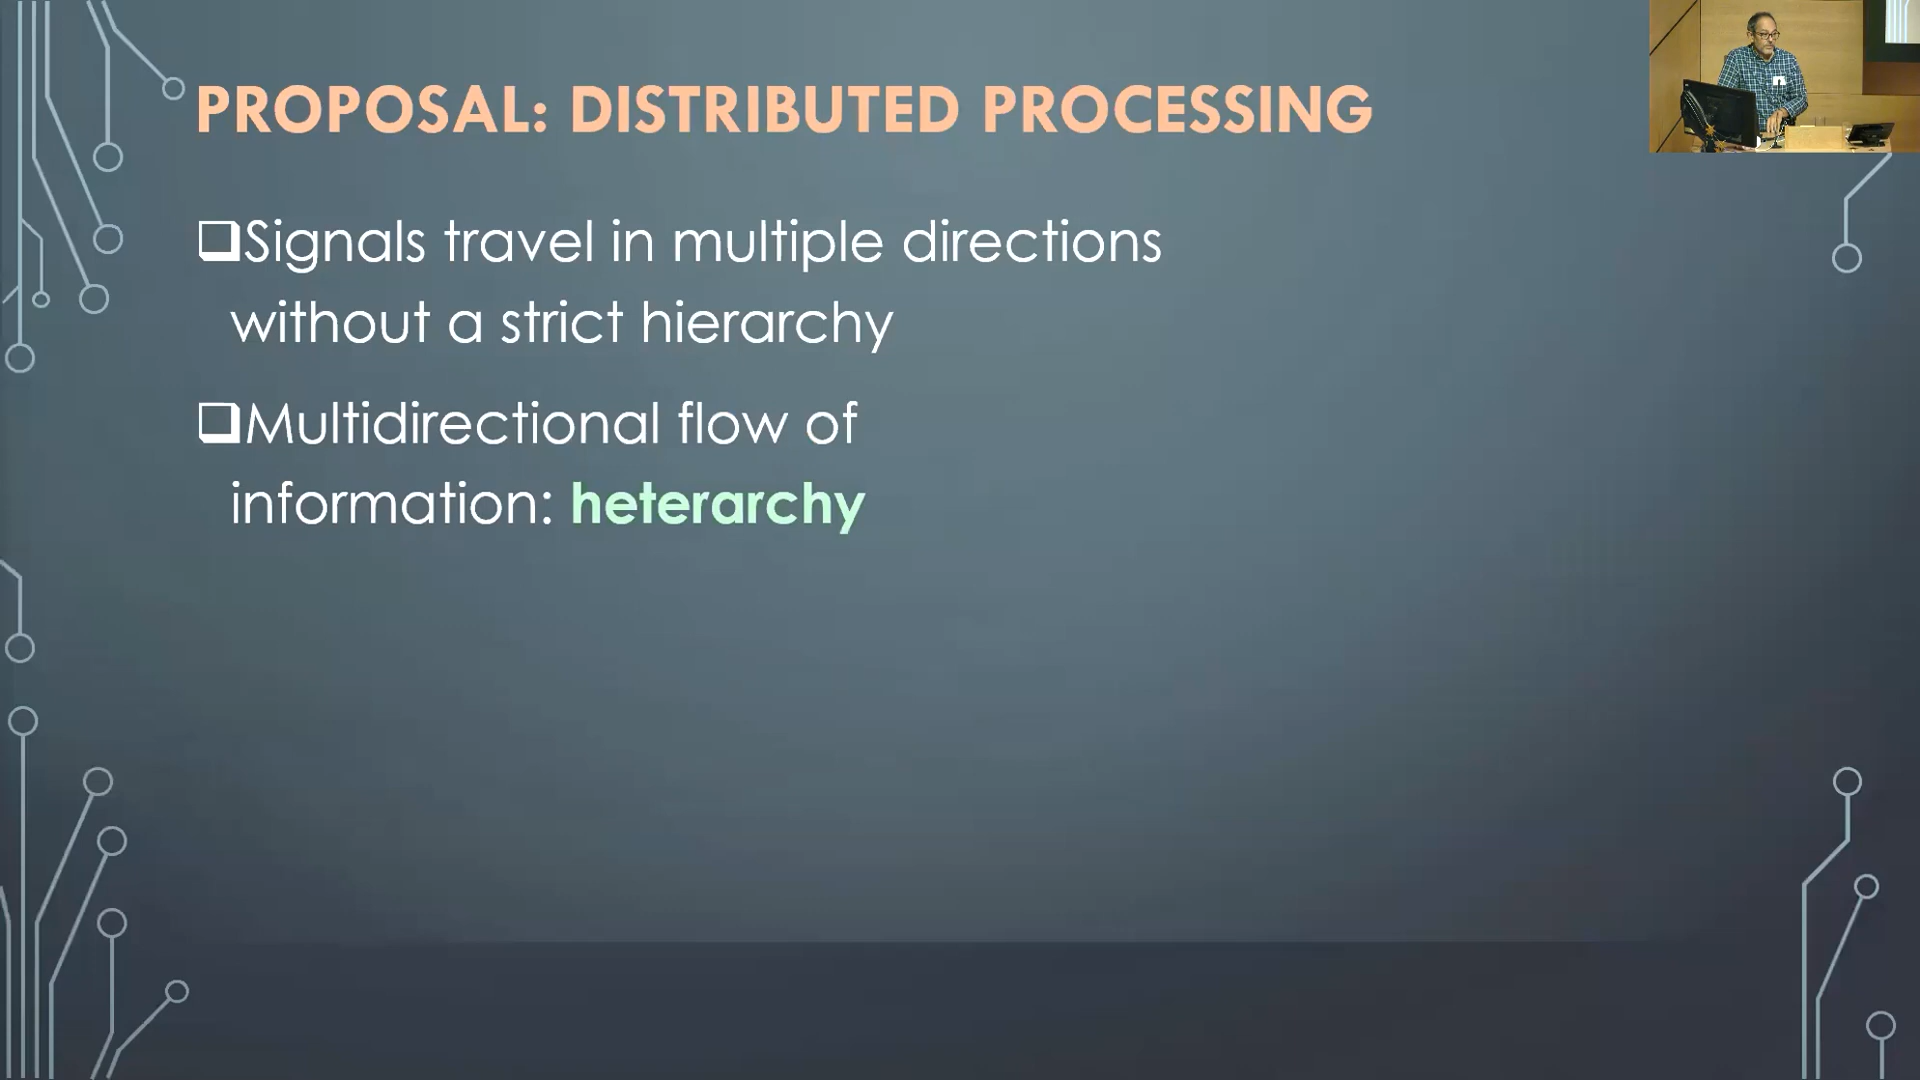 PROPOSAL: DISTRIBUTED PROCESSING
Signals travel in multiple directions
without a strict hierarchy
Multidirectional flow of
information: heterarchy